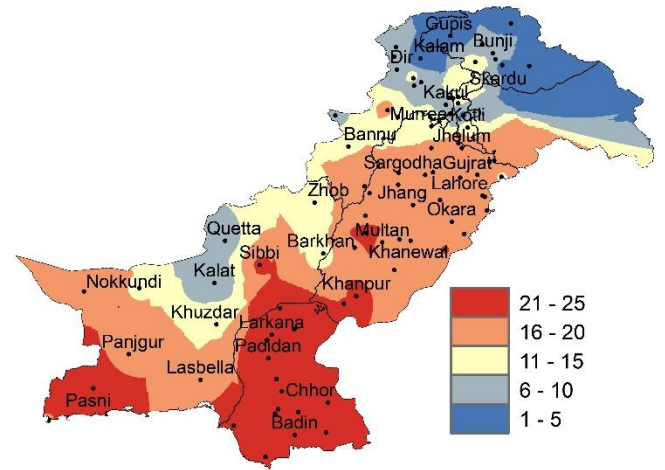 Gupis
Kalam
Bunji
Dir
Skardu
Kakul
Murree
Kotli
Bannu
Jhelum
Sargodha
Gujrat
Zhob
Jhang
Lahore
Okara
Quetta
Multan
Sibbi
Barkhan
Khanewal
Kalat
Nokkundi
Khanpur
Khuzdar
Larkana
Panjgur
Padidan
Lasbella
Chhor
Pasni
Badin
21 - 25
16 - 20
11 - 15
6 - 10
1 - 5